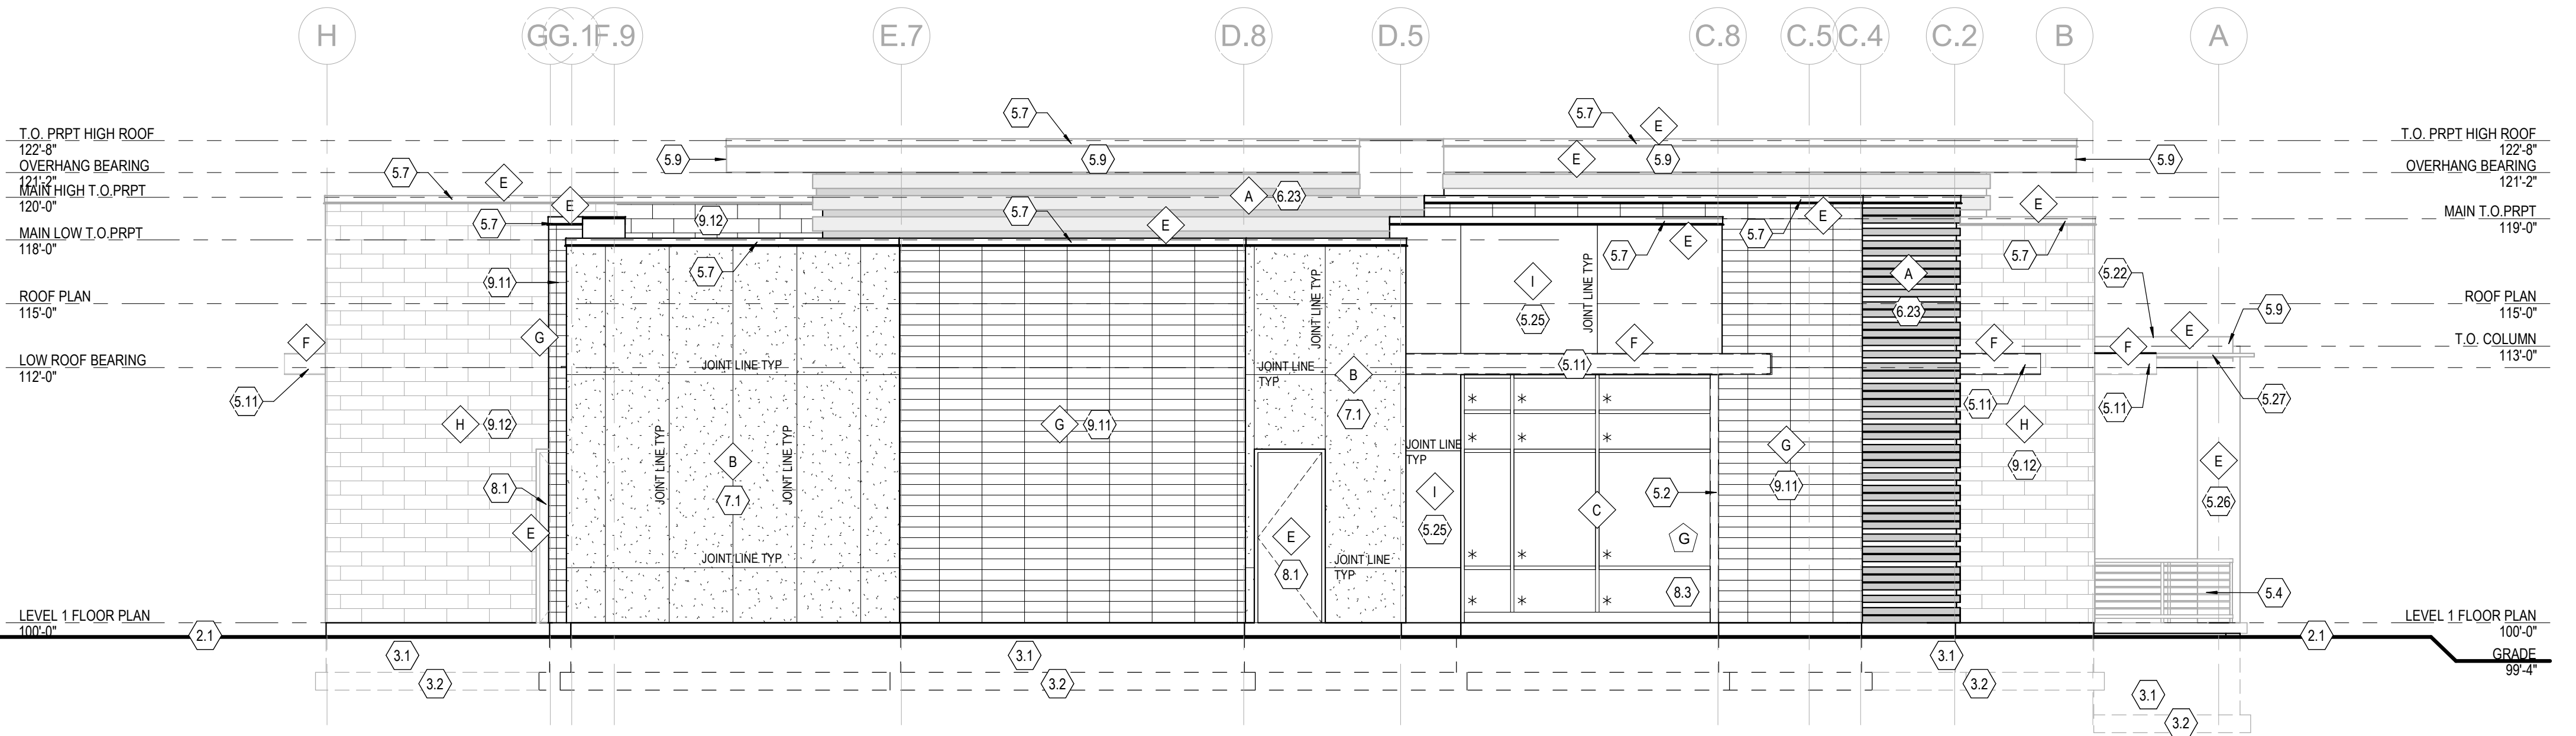 H
G
G.1
F.9
E.7
D.8
D.5
C.8
C.5
C.4
C.2
B
A
T.O. PRPT HIGH ROOF
122'-8"
OVERHANG BEARING
121'-2"
MAIN HIGH T.O.PRPT
120'-0"
MAIN LOW T.O.PRPT
118'-0"
ROOF PLAN
115'-0"
LOW ROOF BEARING
112'-0"
LEVEL 1 FLOOR PLAN
100'-0"
T.O. PRPT HIGH ROOF
122'-8"
OVERHANG BEARING
121'-2"
MAIN T.O.PRPT
119'-0"
ROOF PLAN
115'-0"
T.O. COLUMN
113'-0"
LEVEL 1 FLOOR PLAN
100'-0"
GRADE
99'-4"
5.7
5.7
E
5.9
5.9
E
5.9
5.9
5.7
E
A
6.23
E
5.7
9.12
5.7
E
5.7
E
E
5.7
5.7
E
5.7
5.7
9.11
I
5.25
JOINT LINE TYP
JOINT LINE TYP
A
6.23
5.22
E
5.9
F
G
F
F
F
5.11
JOINT LINE TYP
JOINT LINE
TYP
B
7.1
5.11
5.11
5.11
5.27
H
9.12
G
9.11
H
9.12
JOINT LINE TYP
B
7.1
JOINT LINE TYP
JOINT LINE
TYP
I
5.25
G
9.11
E
5.26
8.1
E
5.2
C
G
E
8.1
JOINT LINE TYP
JOINT LINE
TYP
8.3
5.4
2.1
2.1
3.1
3.2
3.1
3.2
3.1
3.2
3.1
3.2